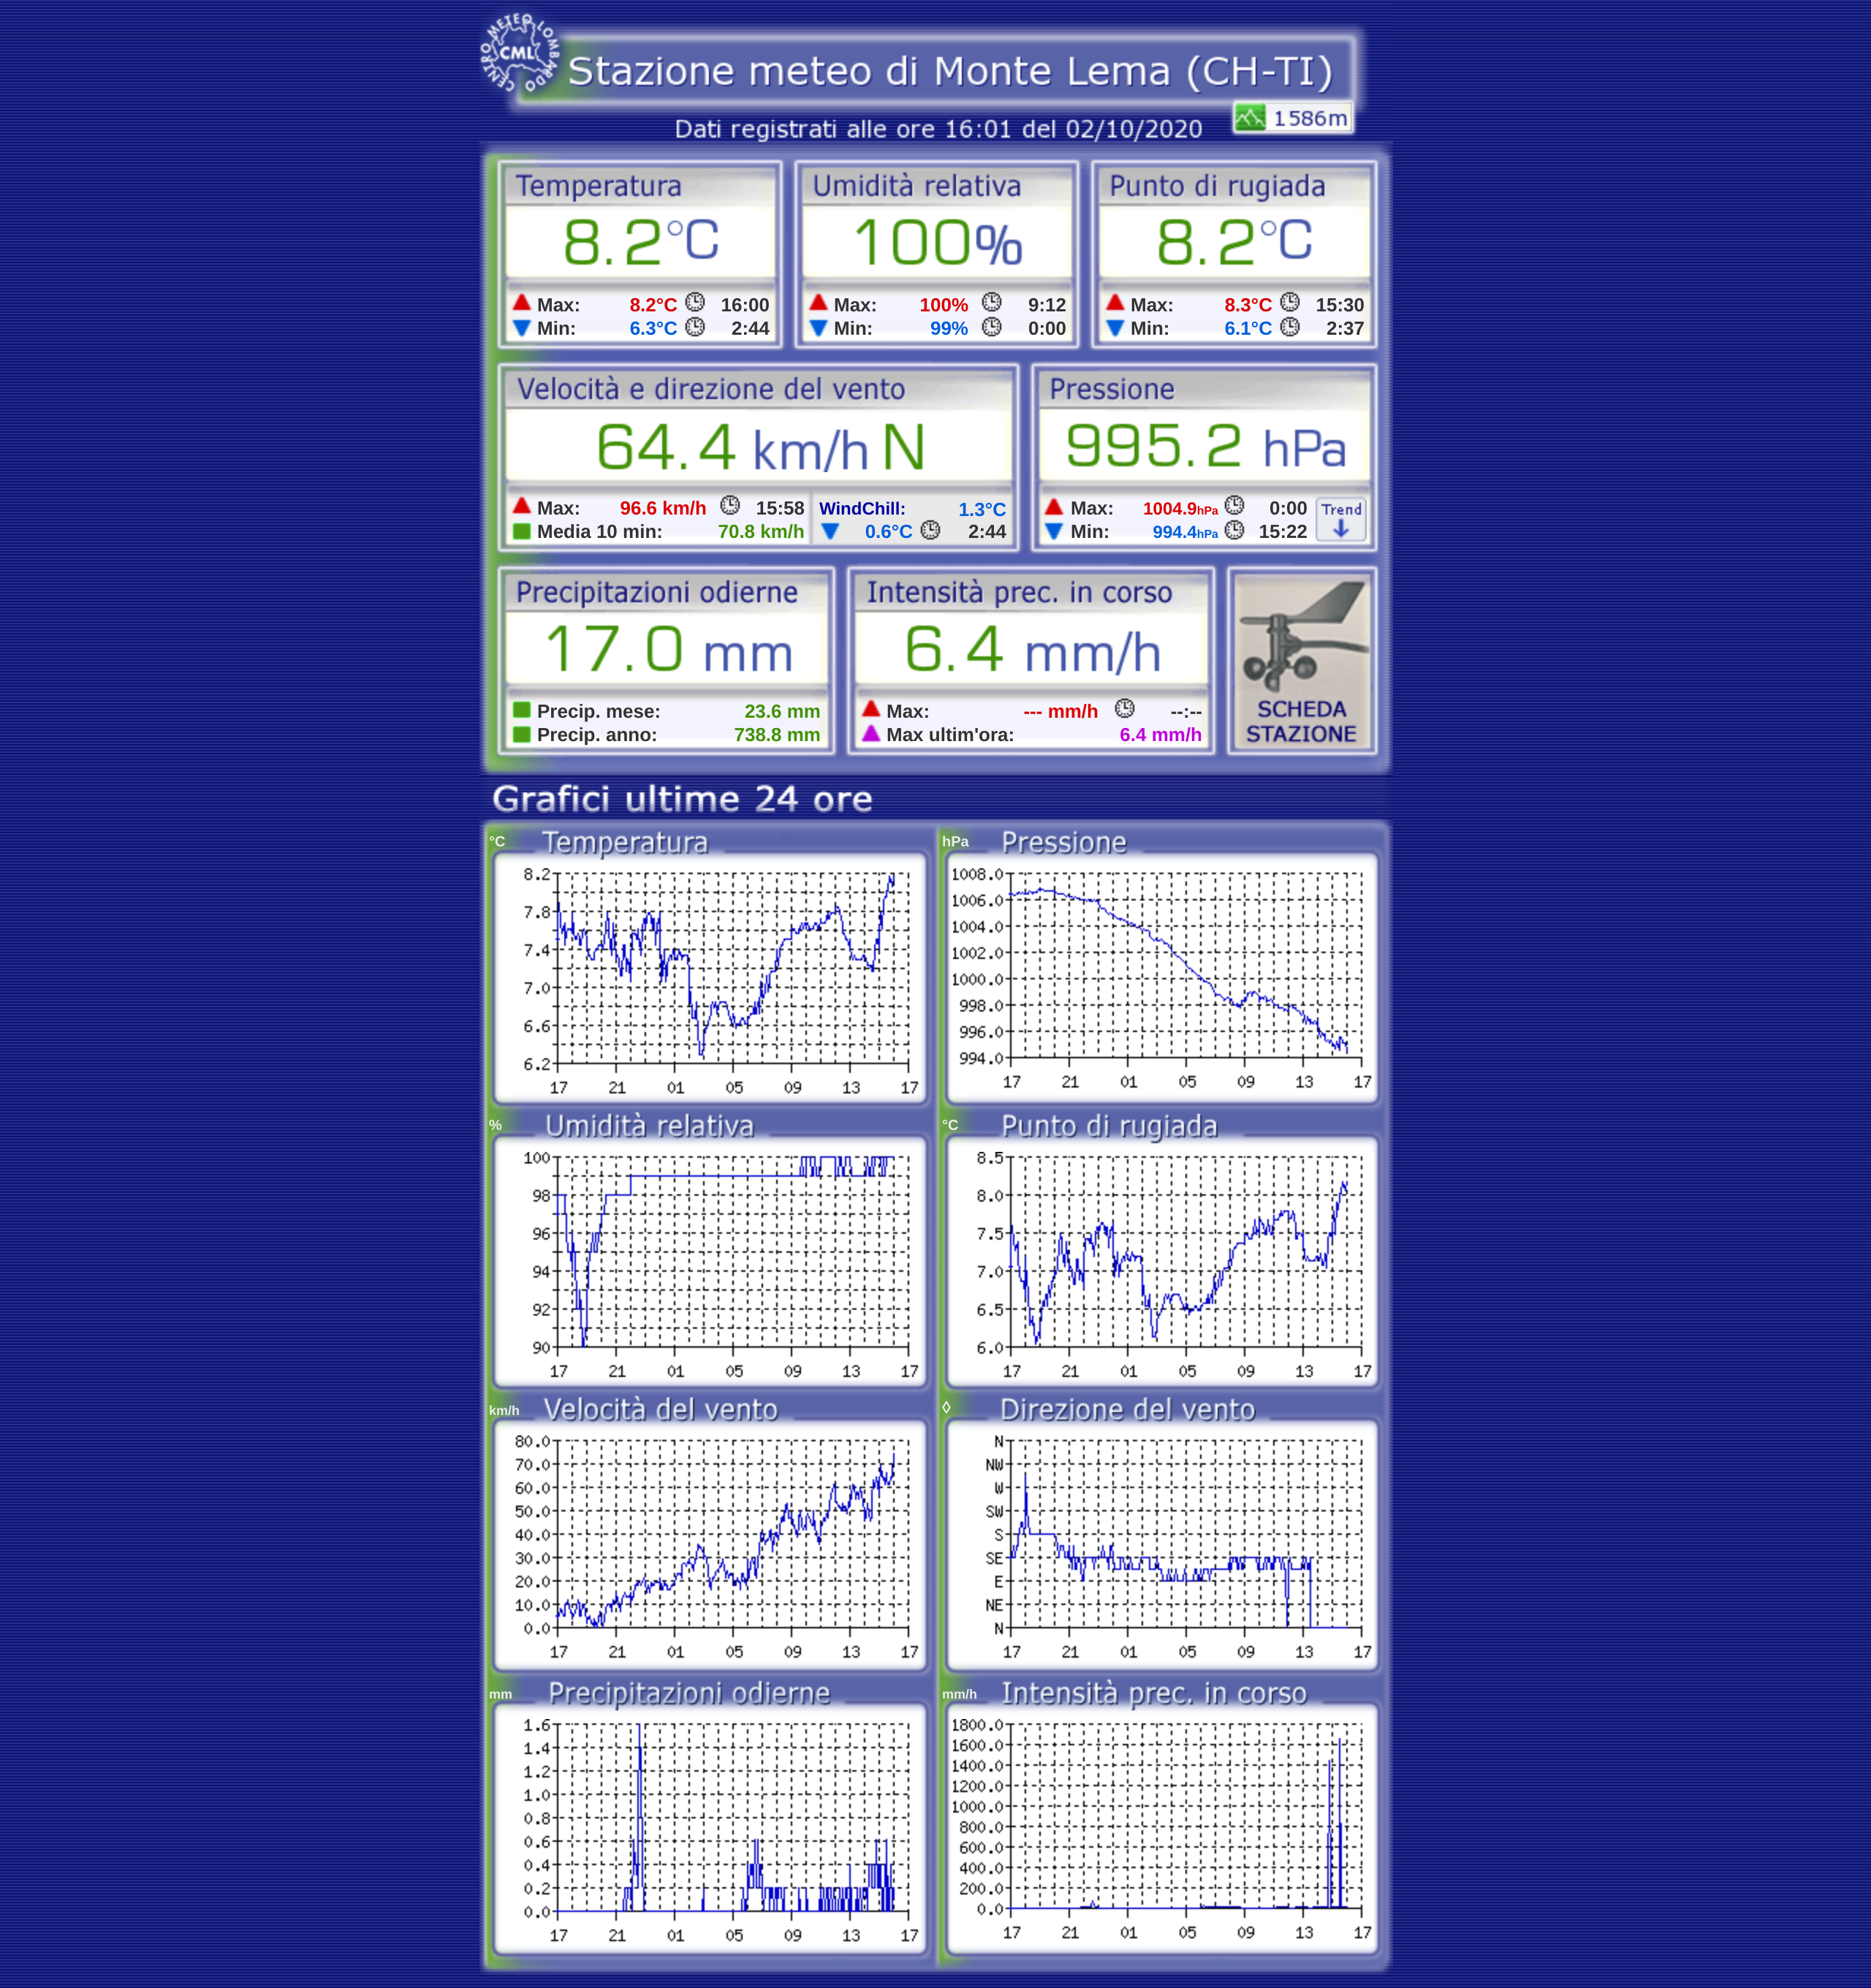 CENTRO METEO LOMBARDO
CML
Stazione meteo di Monte Lema (CH-TI)
1586m
Dati registrati alle ore 16:01 del 02/10/2020
Temperatura Umidità relativa Punto di rugiada
8.2°C 100% 8.2°C
Max: 8.2°C 16:00 Max: 100% 9:12 Max: 8.3°C 15:30
Min: 6.3°C 2:44 Min: 99% 0:00 Min: 6.1°C 2:37
Velocità e direzione del vento Pressione
64.4 km/h N 995.2 hPa
Max: 96.6 km/h 15:58 WindChill: 1.3°C Max: 1004.9hPa 0:00 Trend
Media 10 min: 70.8 km/h 0.6°C 2:44 Min: 994.4hPa 15:22
Precipitazioni odierne Intensità prec. in corso
17.0 mm 6.4 mm/h
Precip. mese: 23.6 mm Max: --- mm/h --:-- SCHEDA
Precip. anno: 738.8 mm Max ultim'ora: 6.4 mm/h STAZIONE
Grafici ultime 24 ore
°C Temperatura
8.2
7.8
7.4
7.0
6.6
6.2
17 21 01 05 09 13 17
hPa Pressione
1008.0
1006.0
1004.0
1002.0
1000.0
998.0
996.0
994.0
17 21 01 05 09 13 17
% Umidità relativa
100
98
96
94
92
90
17 21 01 05 09 13 17
°C Punto di rugiada
8.5
8.0
7.5
7.0
6.5
6.0
17 21 01 05 09 13 17
km/h Velocità del vento
80.0
70.0
60.0
50.0
40.0
30.0
20.0
10.0
0.0
17 21 01 05 09 13 17
◊ Direzione del vento
N
NW
W
SW
S
SE
E
NE
N
17 21 01 05 09 13 17
mm Precipitazioni odierne
1.6
1.4
1.2
1.0
0.8
0.6
0.4
0.2
0.0
17 21 01 05 09 13 17
mm/h Intensità prec. in corso
1800.0
1600.0
1400.0
1200.0
1000.0
800.0
600.0
400.0
200.0
0.0
17 21 01 05 09 13 17